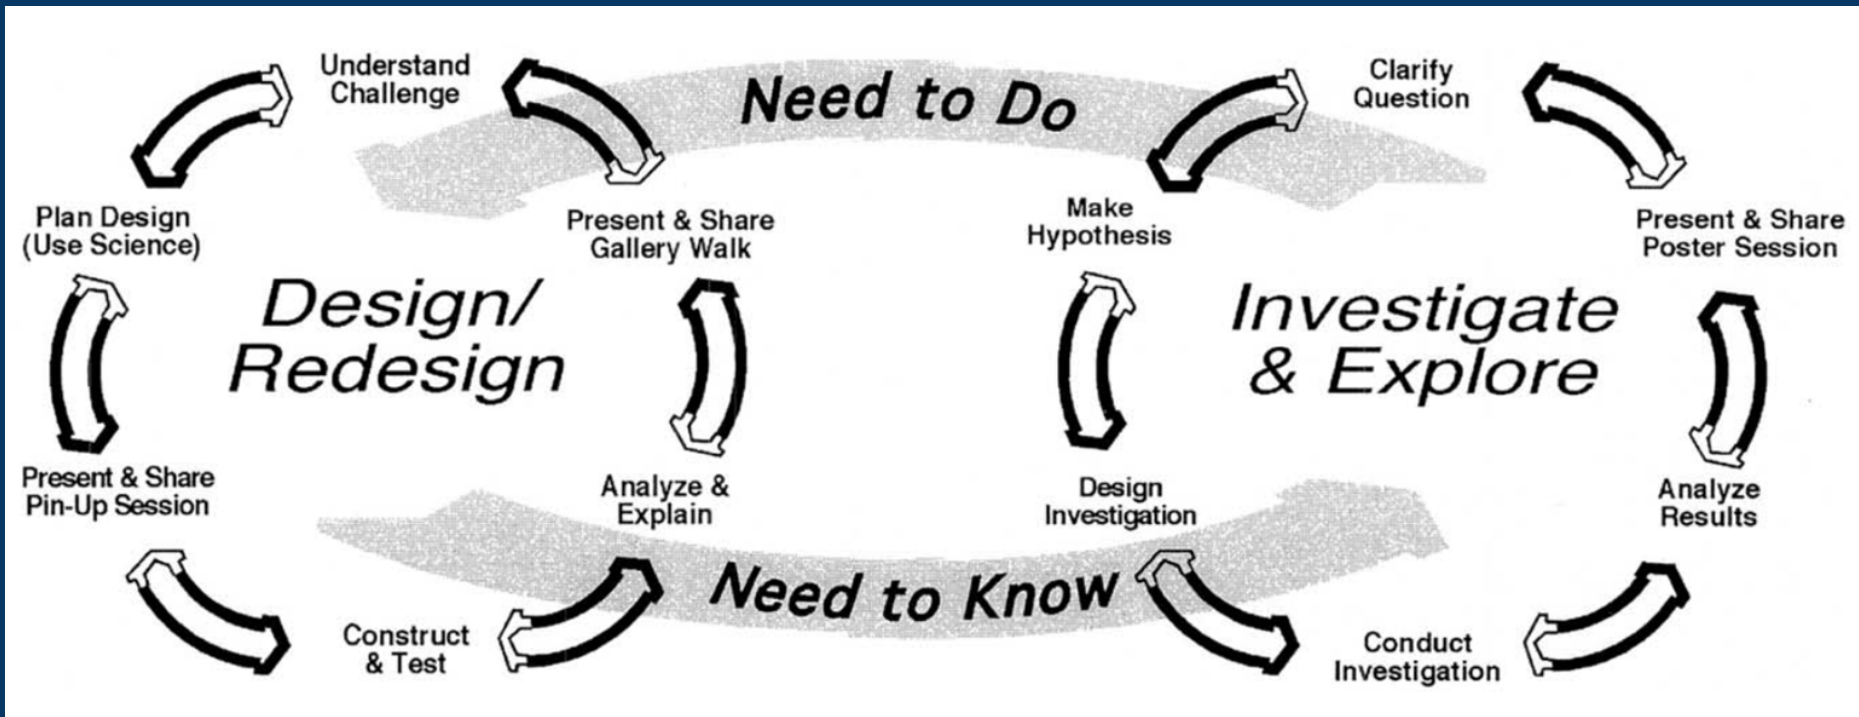 Understand
Challenge
Need to Do
Clarify
Question
Plan Design
(Use Science)
Present & Share
Gallery Walk
Make
Hypothesis
Present & Share
Poster Session
Design/
Redesign
Investigate
& Explore
Present & Share
Pin-Up Session
Analyze &
Explain
Design
Investigation
Analyze
Results
Need to Know
Construct
& Test
Conduct
Investigation